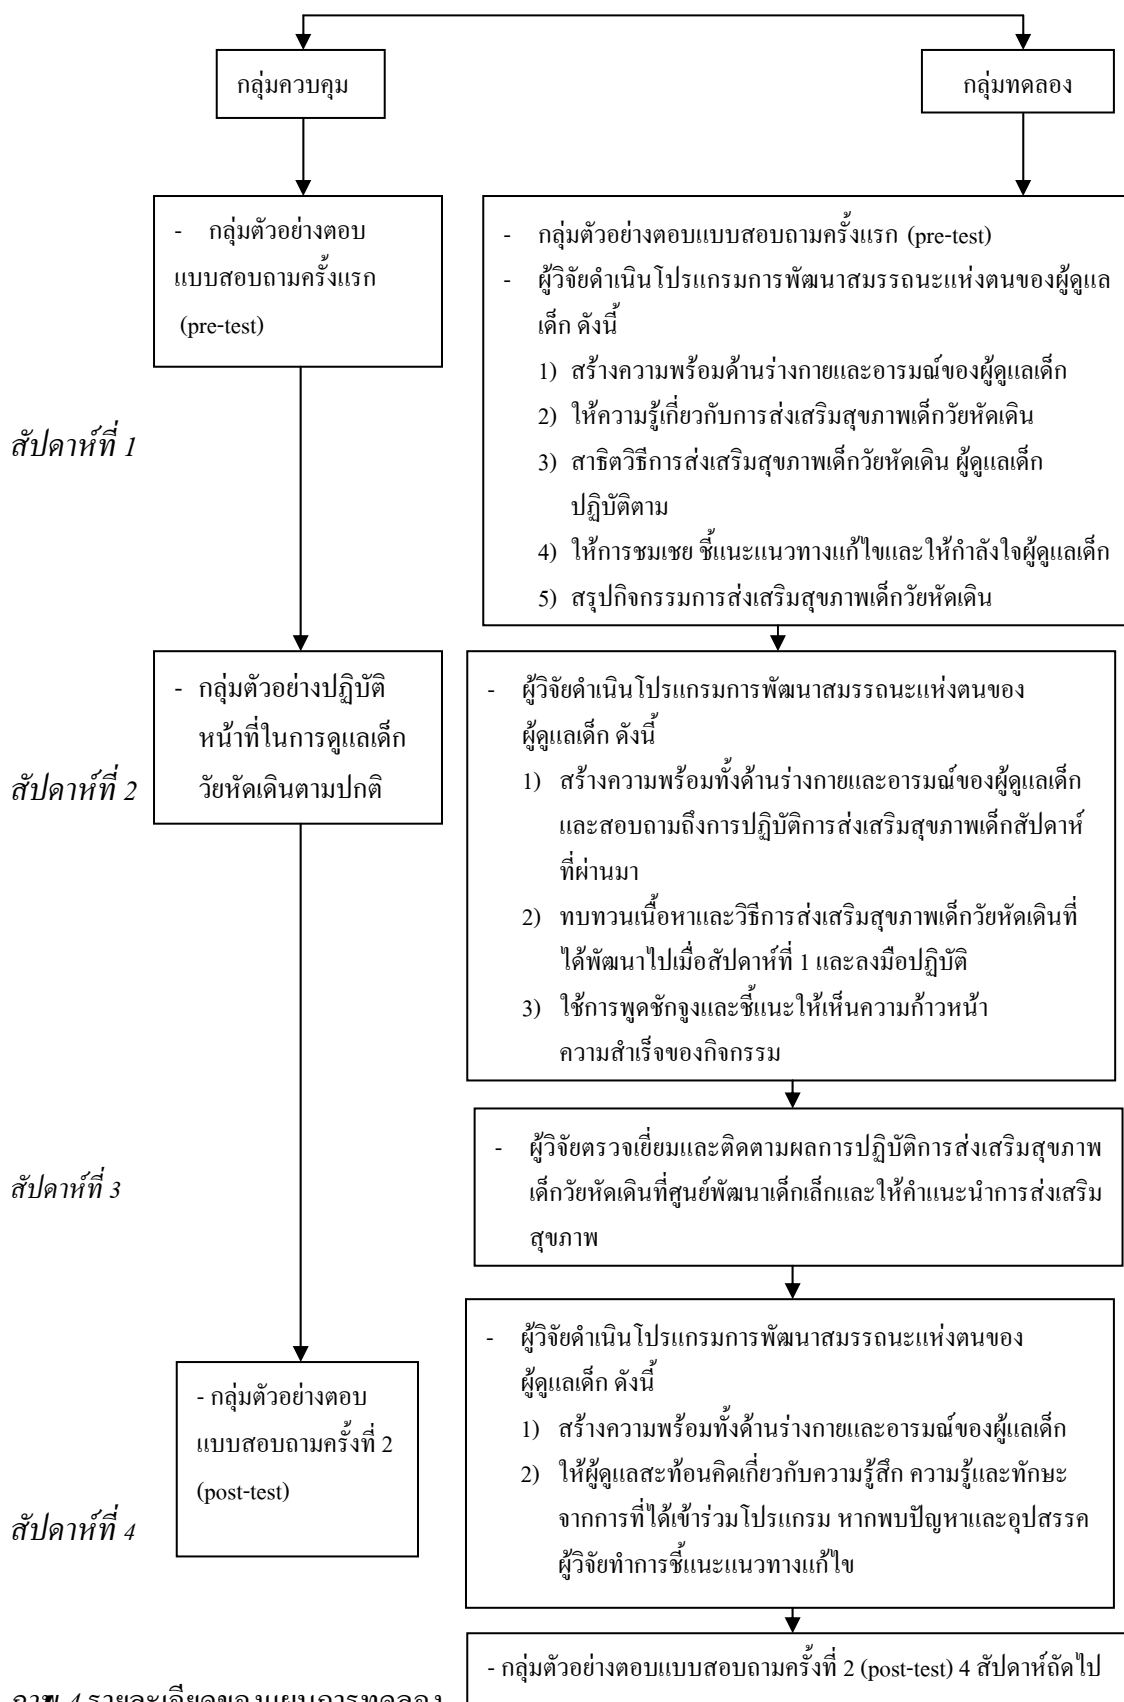 กลุ่มควบคุม
กลุ่มทดลอง
- กลุ่มตัวอย่างตอบ
แบบสอบถามครั้งแรก
(pre-test)
- กลุ่มตัวอย่างตอบแบบสอบถามครั้งแรก (pre-test)
- ผู้วิจัยดำเนินโปรแกรมการพัฒนาสมรรถนะแห่งตนของผู้ดูแล
เด็ก ดังนี้
1) สร้างความพร้อมด้านร่างกายและอารมณ์ของผู้ดูแลเด็ก
2) ให้ความรู้เกี่ยวกับการส่งเสริมสุขภาพเด็กวัยหัดเดิน
3) สาธิตวิธีการส่งเสริมสุขภาพเด็กวัยหัดเดิน ผู้ดูแลเด็ก
ปฏิบัติตาม
4) ให้การชมเชย ชี้แนะแนวทางแก้ไขและให้กำลังใจผู้ดูแลเด็ก
5) สรุปกิจกรรมการส่งเสริมสุขภาพเด็กวัยหัดเดิน
สัปดาห์ที่ 1
- กลุ่มตัวอย่างปฏิบัติ
หน้าที่ในการดูแลเด็ก
วัยหัดเดินตามปกติ
สัปดาห์ที่ 2
- ผู้วิจัยดำเนินโปรแกรมการพัฒนาสมรรถนะแห่งตนของ
ผู้ดูแลเด็ก ดังนี้
1) สร้างความพร้อมทั้งด้านร่างกายและอารมณ์ของผู้ดูแลเด็ก
และสอบถามถึงการปฏิบัติการส่งเสริมสุขภาพเด็กสัปดาห์
ที่ผ่านมา
2) ทบทวนเนื้อหาและวิธีการส่งเสริมสุขภาพเด็กวัยหัดเดินที่
ได้พัฒนาไปเมื่อสัปดาห์ที่ 1 และลงมือปฏิบัติ
3) ใช้การพูดชักจูงและชี้แนะให้เห็นความก้าวหน้า
ความสำเร็จของกิจกรรม
สัปดาห์ที่ 3
- ผู้วิจัยตรวจเยี่ยมและติดตามผลการปฏิบัติการส่งเสริมสุขภาพ
เด็กวัยหัดเดินที่ศูนย์พัฒนาเด็กเล็กและให้คำแนะนำการส่งเสริม
สุขภาพ
- กลุ่มตัวอย่างตอบ
แบบสอบถามครั้งที่ 2
(post-test)
สัปดาห์ที่ 4
- ผู้วิจัยดำเนินโปรแกรมการพัฒนาสมรรถนะแห่งตนของ
ผู้ดูแลเด็ก ดังนี้
1) สร้างความพร้อมทั้งด้านร่างกายและอารมณ์ของผู้แลเด็ก
2) ให้ผู้ดูแลสะท้อนคิดเกี่ยวกับความรู้สึก ความรู้และทักษะ
จากการที่ได้เข้าร่วมโปรแกรม หากพบปัญหาและอุปสรรค
ผู้วิจัยทำการชี้แนะแนวทางแก้ไข
- กลุ่มตัวอย่างตอบแบบสอบถามครั้งที่ 2 (post-test) 4 สัปดาห์ถัดไป
ภาพ 4 รายละเอียดของแผนการทดลอง